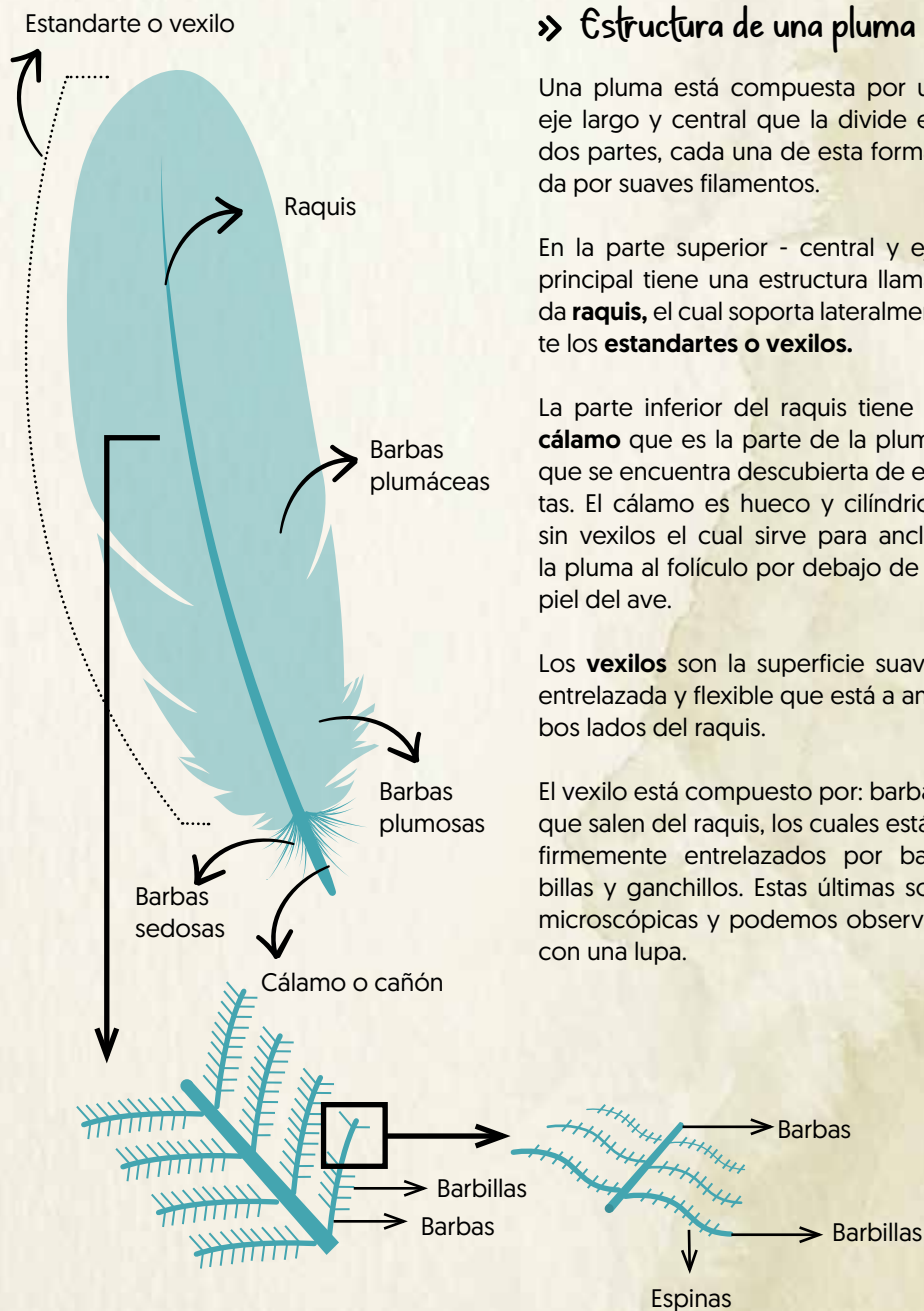 Estandarte o vexilo
Raquis
Barbas
plumáceas
Barbas
plumosas
Barbas
sedosas
Cálamo o cañón
Barbillas
Barbas
Barbas
Barbillas
Espinas
» Estructura de una pluma
Una pluma está compuesta por u
eje largo y central que la divide e
dos partes, cada una de esta form
da por suaves filamentos.
En la parte superior - central y e
principal tiene una estructura llam
da raquis, el cual soporta lateralmen
te los estandartes o vexilos.
La parte inferior del raquis tiene
cálamo que es la parte de la plum
que se encuentra descubierta de e
tas. El cálamo es hueco y cilíndric
sin vexilos el cual sirve para ancl
la pluma al folículo por debajo de
piel del ave.
Los vexilos son la superficie suav
entrelazada y flexible que está a am
bos lados del raquis.
El vexilo está compuesto por: barba
que salen del raquis, los cuales está
firmemente entrelazados por ba
billas y ganchillos. Estas últimas so
microscópicas y podemos observ
con una lupa.